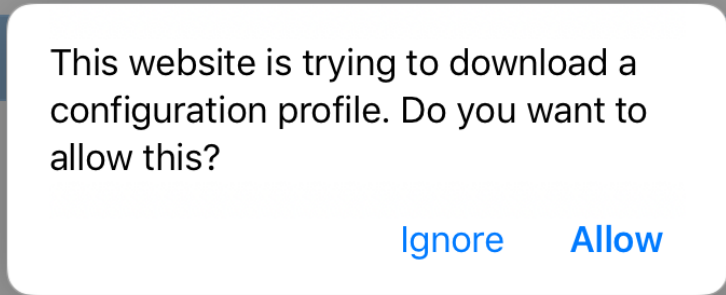 This website is trying to download a
configuration profile. Do you want to
allow this?
Ignore
Allow